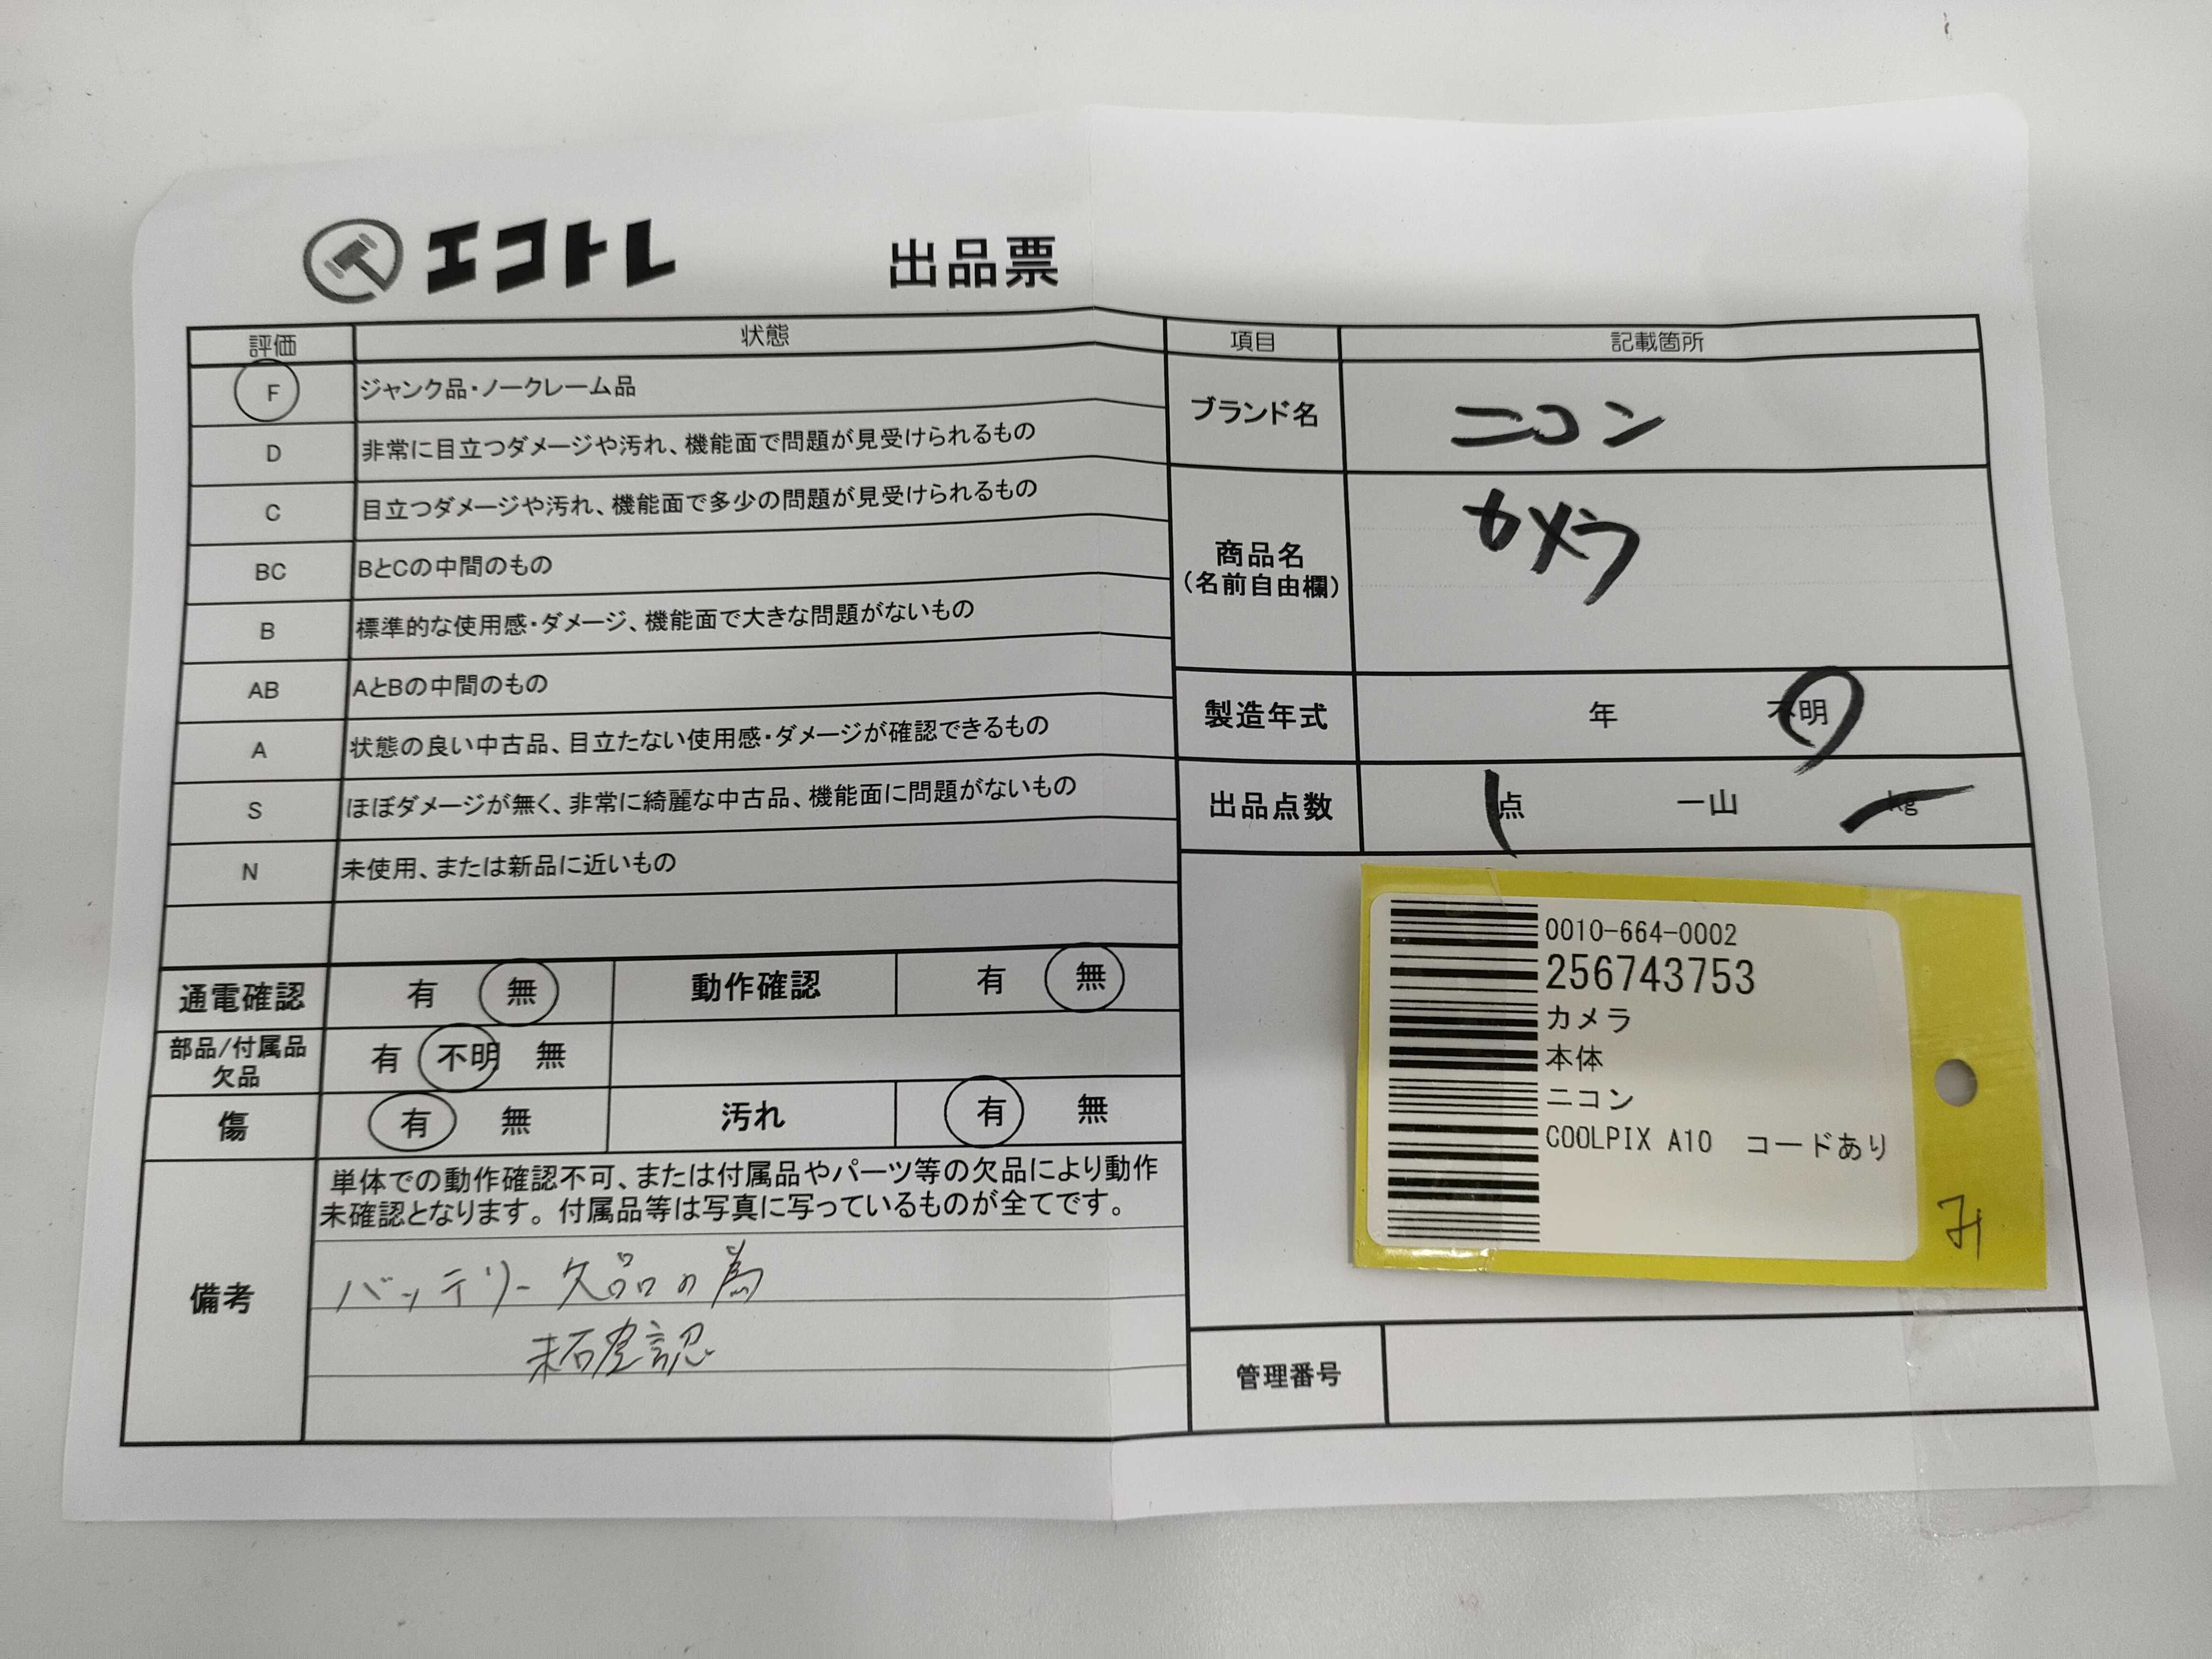 エコトレ 出品票
評価 状態
F ジャンク品・ノークレーム品
D 非常に目立つダメージや汚れ、機能面で問題が見受けられるもの
C 目立つダメージや汚れ、機能面で多少の問題が見受けられるもの
BC BとCの中間のもの
B 標準的な使用感・ダメージ、機能面で大きな問題がないもの
AB AとBの中間のもの
A 状態の良い中古品、目立たない使用感・ダメージが確認できるもの
S ほぼダメージが無く、非常に綺麗な中古品、機能面に問題がないもの
N 未使用、または新品に近いもの
通電確認 有 無 動作確認 有 無
部品/付属品
欠品
有 不明 無
傷 有 無 汚れ 有 無
備考
単体での動作確認不可、または付属品やパーツ等の欠品により動作
未確認となります。付属品等は写真に写っているものが全てです。
バッテリー欠品の為
未確認
項目 記載箇所
ブランド名 ニコン
商品名
(名前自由欄)
カメラ
製造年式 年 不明
出品点数 1点 一山 kg
0010-664-0002
256743753
カメラ
本体
ニコン
COOLPIX A10 コードあり
管理番号